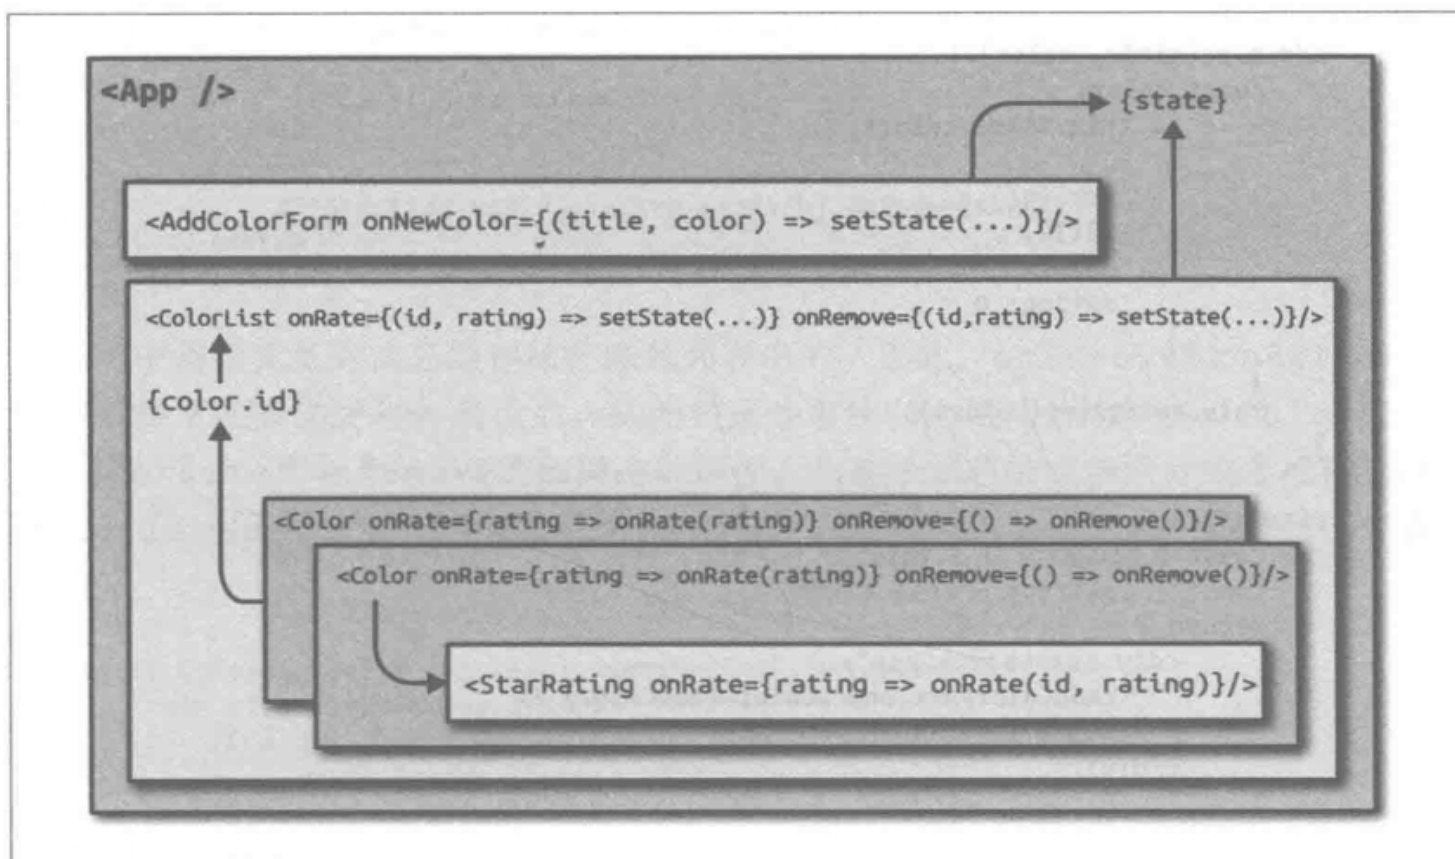 <App />
{state}
<AddColorForm onNewColor={(title, color) => setState(...)}/>
<ColorList onRate={(id, rating) => setState(...)} onRemove={(id,rating) => setState(...)}/>
{color.id}
<Color onRate={rating => onRate(rating)} onRemove={() => onRemove()}/>
<Color onRate={rating => onRate(rating)} onRemove={() => onRemove()}/>
<StarRating onRate={rating => onRate(id, rating)}/>